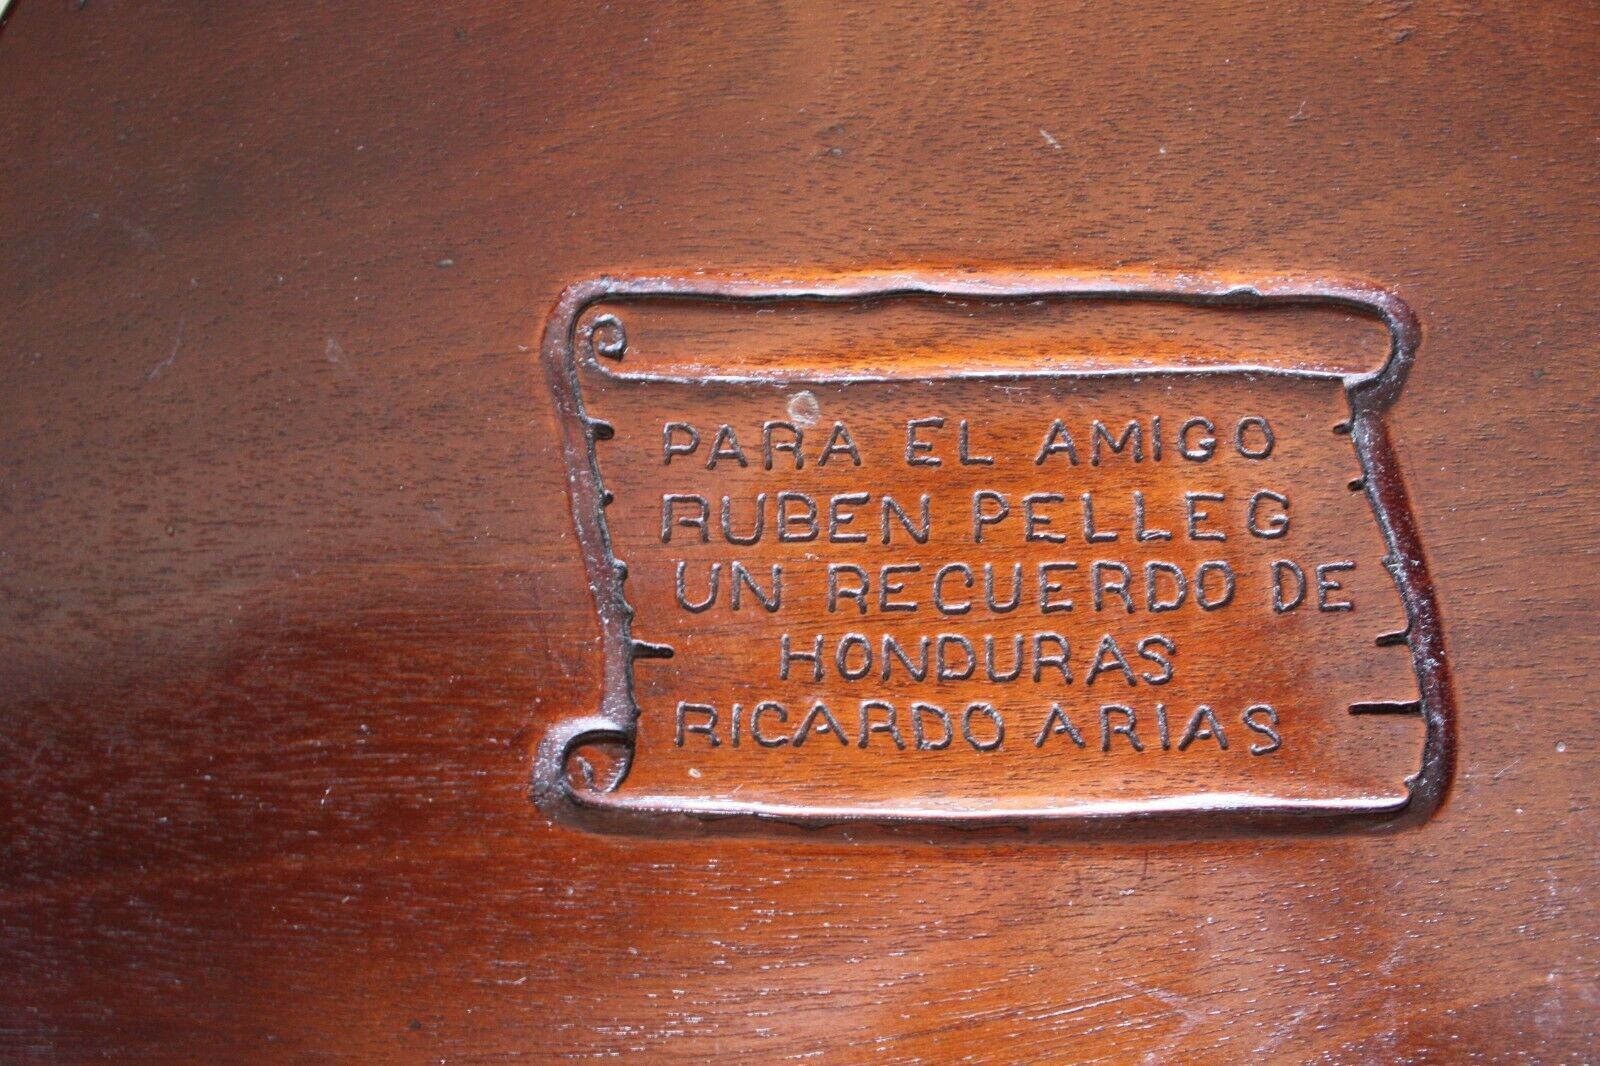 PARA EL AMIGO
RUBEN PELLEG
UN RECUERDO DE
HONDURAS
RICARDO ARIAS